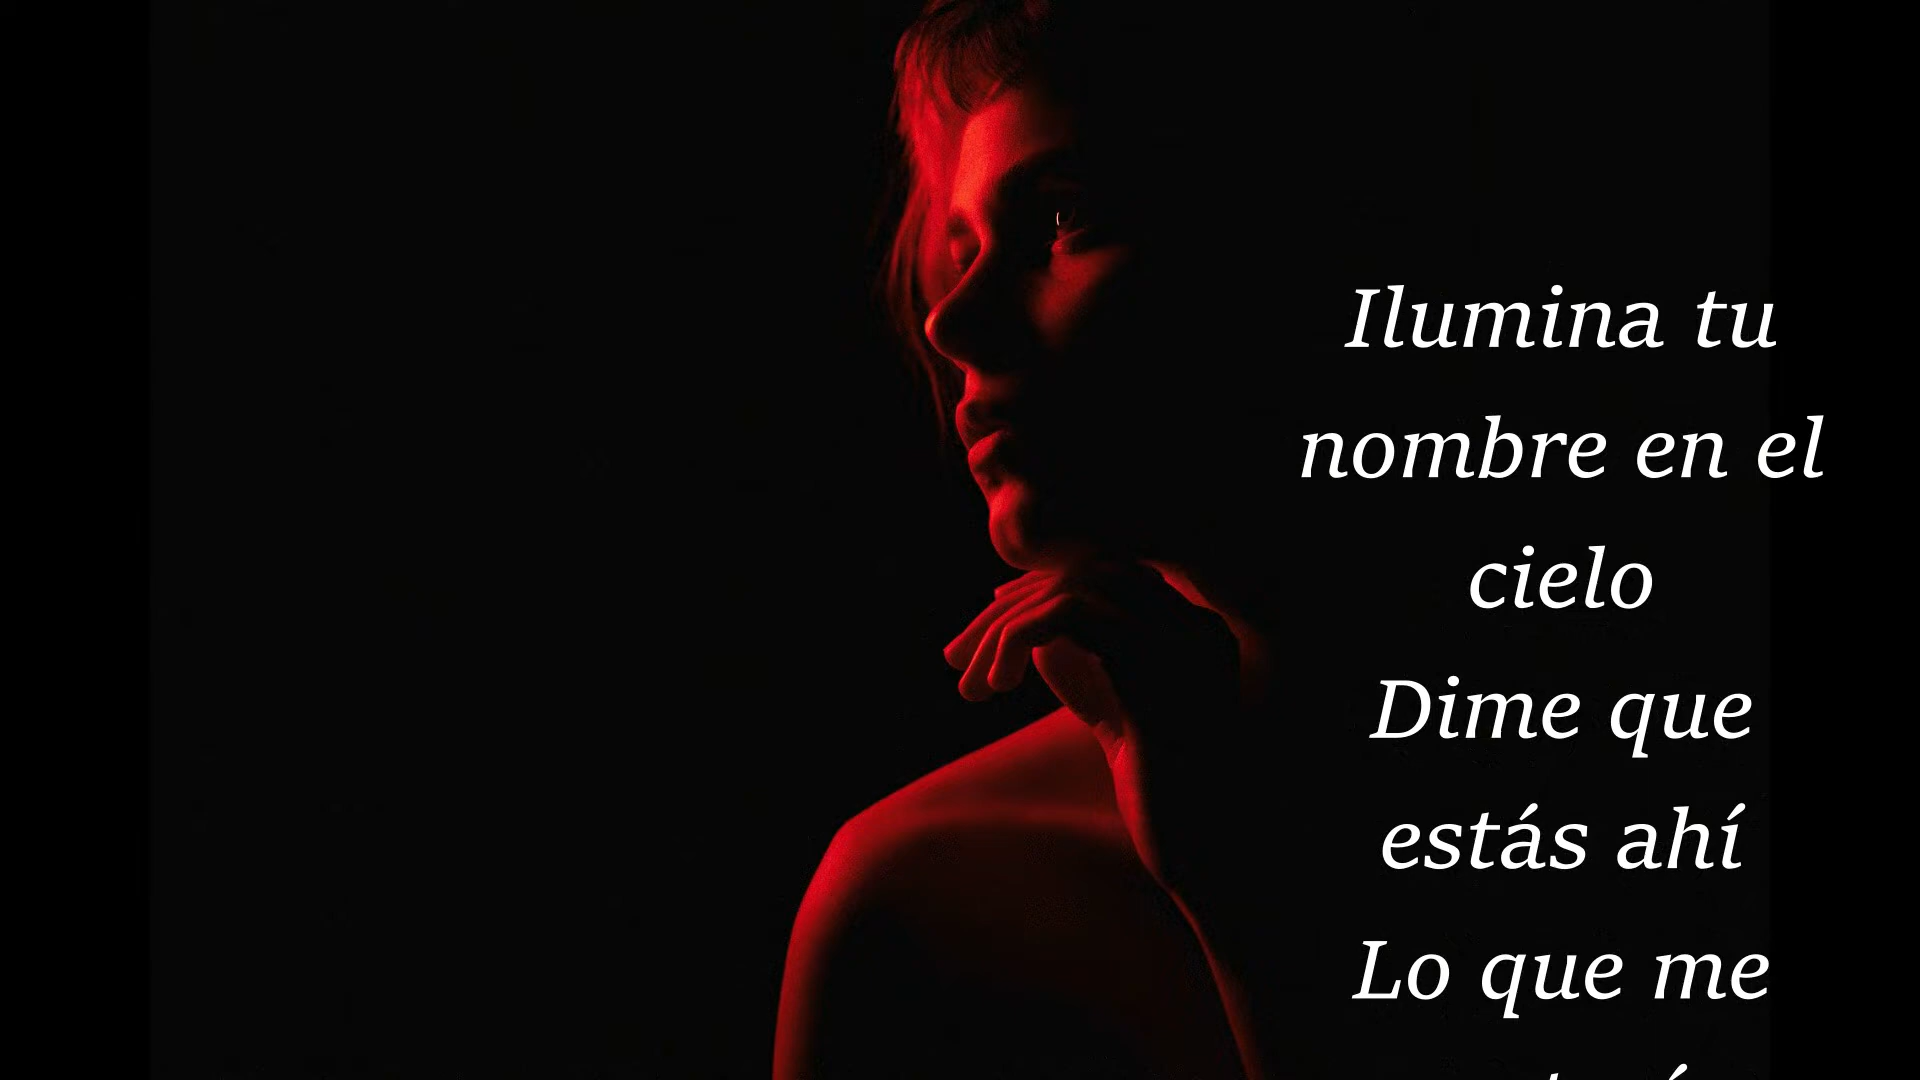 Ilumina tu
nombre en el
cielo
Dime que
estás ahí
Lo que me